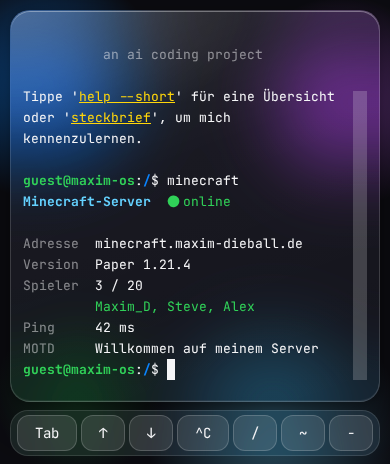 an ai coding project
Tippe 'help --short' für eine Übersicht
oder 'steckbrief', um mich
kennenzulernen.
guest@maxim-os:/$ minecraft
Minecraft-Server ● online
Adresse minecraft.maxim-dieball.de
Version Paper 1.21.4
Spieler 3 / 20
Maxim_D, Steve, Alex
Ping 42 ms
MOTD Willkommen auf meinem Server
guest@maxim-os:/$
Tab ↑ ↓ ^C / ~ -